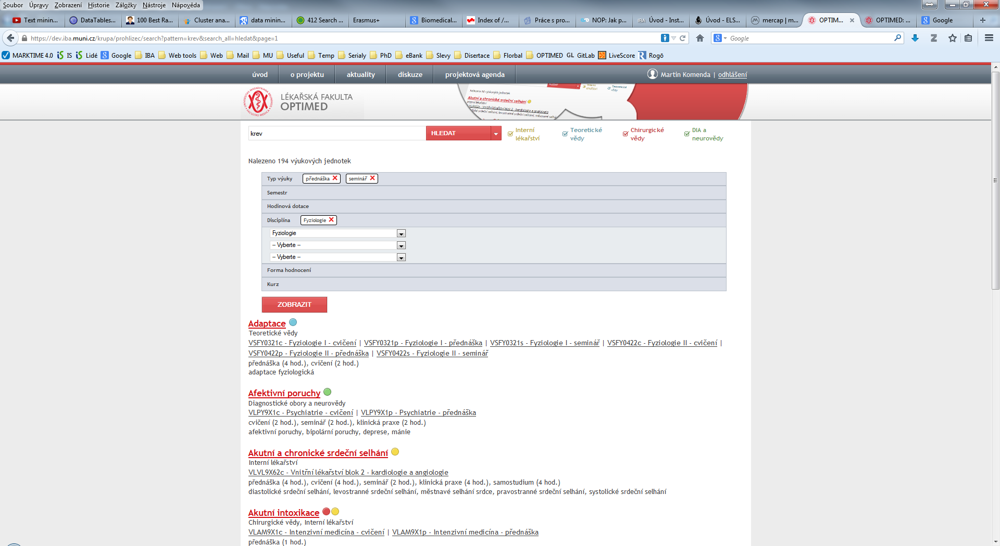 Soubor Úpravy Zobrazení Historie Záložky Nástroje Nápověda
Text minin... DataTables... 100 Best Ra... Cluster ana... data minin... 412 Search ... Erasmus+ Biomedical... Index of /... Práce s pro... NOP: Jak p... Úvod - Inst... Úvod - ELS... mercap | m... OPTIM... OPTIMED: ... Google
https://dev.iba.muni.cz/krupa/prohlizec/search?pattern=krev&search_all=hledat&page=1 Google
MARKTIME 4.0 IS Lidé Google IBA Web tools Web Mail MU Useful Temp Serialy PhD eBank Slevy Disertace Florbal OPTIMED GL GitLab LiveScore Rogō
úvod o projektu aktuality diskuze projektová agenda Martin Komenda | odhlášení
LÉKAŘSKÁ FAKULTA
OPTIMED
Akutní a chronické srdeční selhání
krev HLEDAT
Interní lékařství
Teoretické vědy
Chirurgické vědy
DIA a neurovědy
Nalezeno 194 výukových jednotek
Typ výuky přednáška seminář
Semestr
Hodinová dotace
Disciplína Fyziologie
Fyziologie
-- Vyberte --
-- Vyberte --
Forma hodnocení
Kurz
ZOBRAZIT
Adaptace
Teoretické vědy
VSFY0321c - Fyziologie I - cvičení | VSFY0321p - Fyziologie I - přednáška | VSFY0321s - Fyziologie I - seminář | VSFY0422c - Fyziologie II - cvičení |
VSFY0422p - Fyziologie II - přednáška | VSFY0422s - Fyziologie II - seminář
přednáška (4 hod.), cvičení (2 hod.)
adaptace fyziologická
Afektivní poruchy
Diagnostické obory a neurovědy
VLPY9X1c - Psychiatrie - cvičení | VLPY9X1p - Psychiatrie - přednáška
cvičení (2 hod.), seminář (2 hod.), klinická praxe (2 hod.)
afektivní poruchy, bipolární poruchy, deprese, mánie
Akutní a chronické srdeční selhání
Interní lékařství
VLVL9X62c - Vnitřní lékařství blok 2 - kardiologie a angiologie
přednáška (4 hod.), cvičení (4 hod.), seminář (2 hod.), klinická praxe (4 hod.), samostudium (4 hod.)
diastolické srdeční selhání, levostranné srdeční selhání, městnavé selhání srdce, pravostranné srdeční selhání, systolické srdeční selhání
Akutní intoxikace
Chirurgické vědy, Interní lékařství
VLAM9X1c - Intenzivní medicína - cvičení | VLAM9X1p - Intenzivní medicína - přednáška
přednáška (1 hod.)